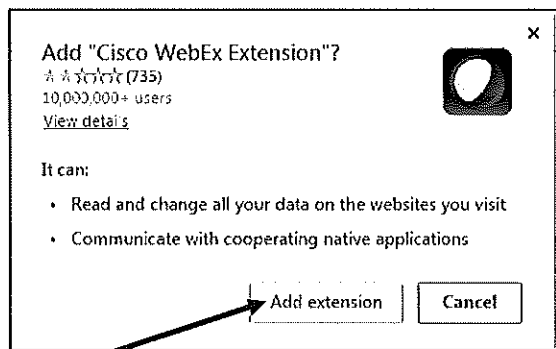 Add "Cisco WebEx Extension"?
(735)
10,000,000+ users
View details
It can:
• Read and change all your data on the websites you visit
• Communicate with cooperating native applications
Add extension
Cancel